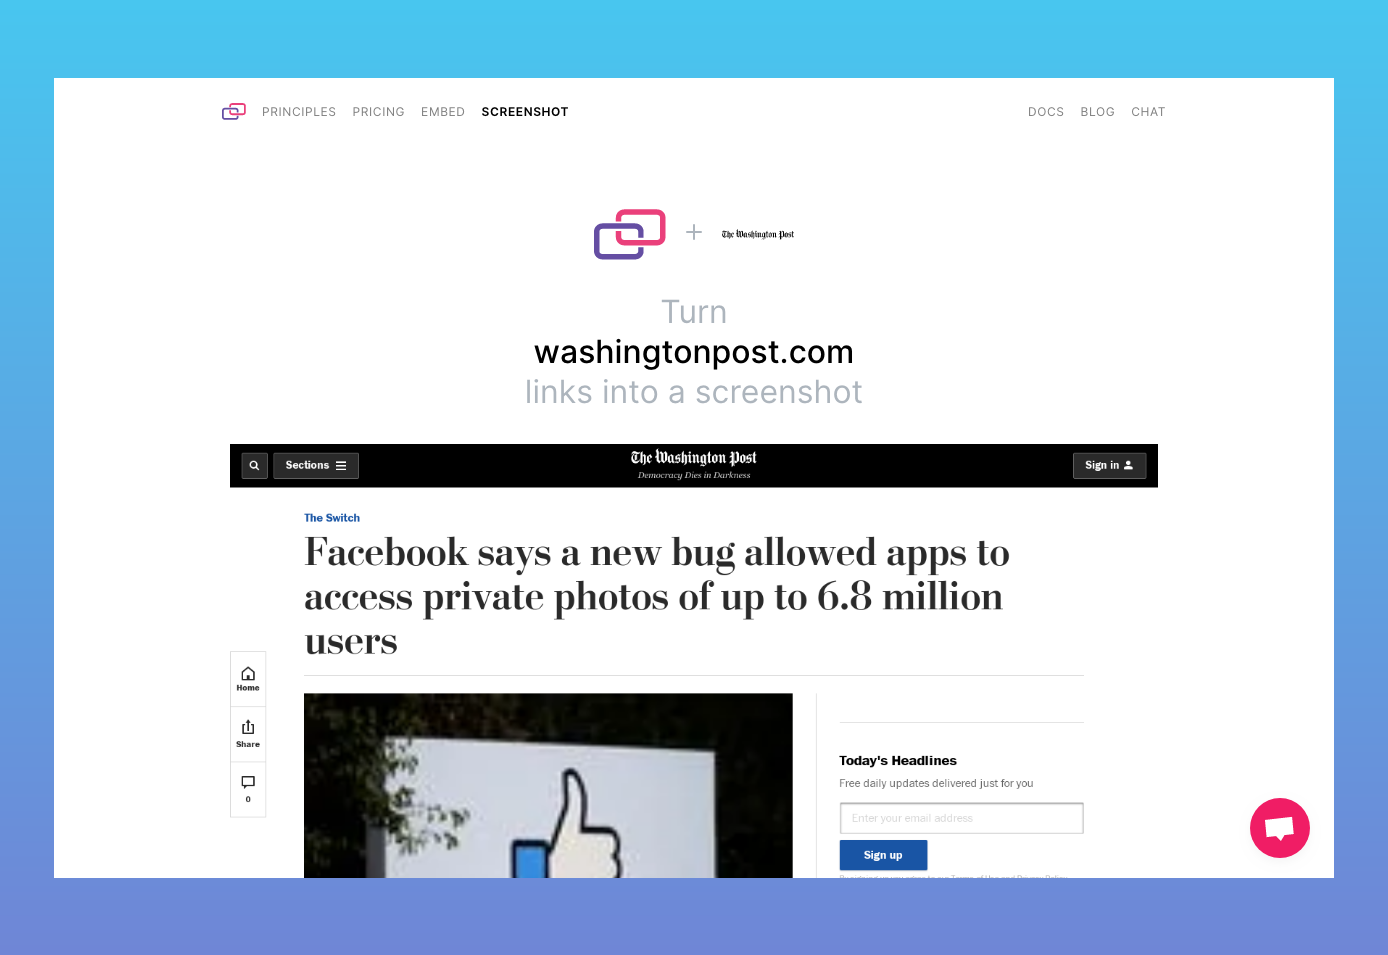 PRINCIPLES PRICING EMBED SCREENSHOT DOCS BLOG CHAT
The Washington Post
Turn
washingtonpost.com
links into a screenshot
Sections The Washington Post Sign in
Democracy Dies in Darkness
The Switch
Facebook says a new bug allowed apps to
access private photos of up to 6.8 million
users
Home
Share
0
Today's Headlines
Free daily updates delivered just for you
Enter your email address
Sign up